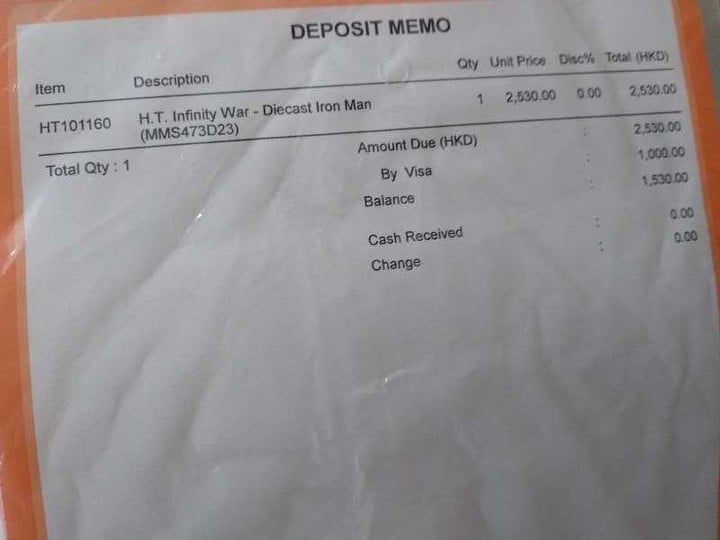 DEPOSIT MEMO
Item Description Qty Unit Price Disc% Total (HKD)
HT101160 H.T. Infinity War - Diecast Iron Man 1 2,530.00 0.00 2,530.00
(MMS473D23)
Total Qty : 1 Amount Due (HKD) : 2,530.00
By Visa : 1,000.00
Balance : 1,530.00
Cash Received : 0.00
Change : 0.00